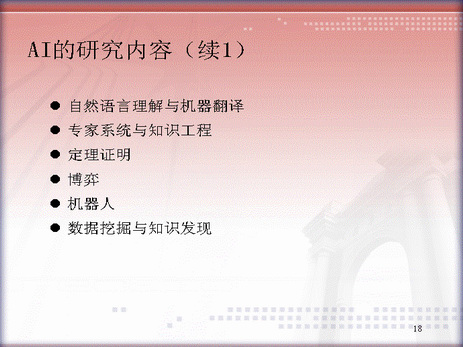 AI的研究内容（续1）
● 自然语言理解与机器翻译
● 专家系统与知识工程
● 定理证明
● 博弈
● 机器人
● 数据挖掘与知识发现
18